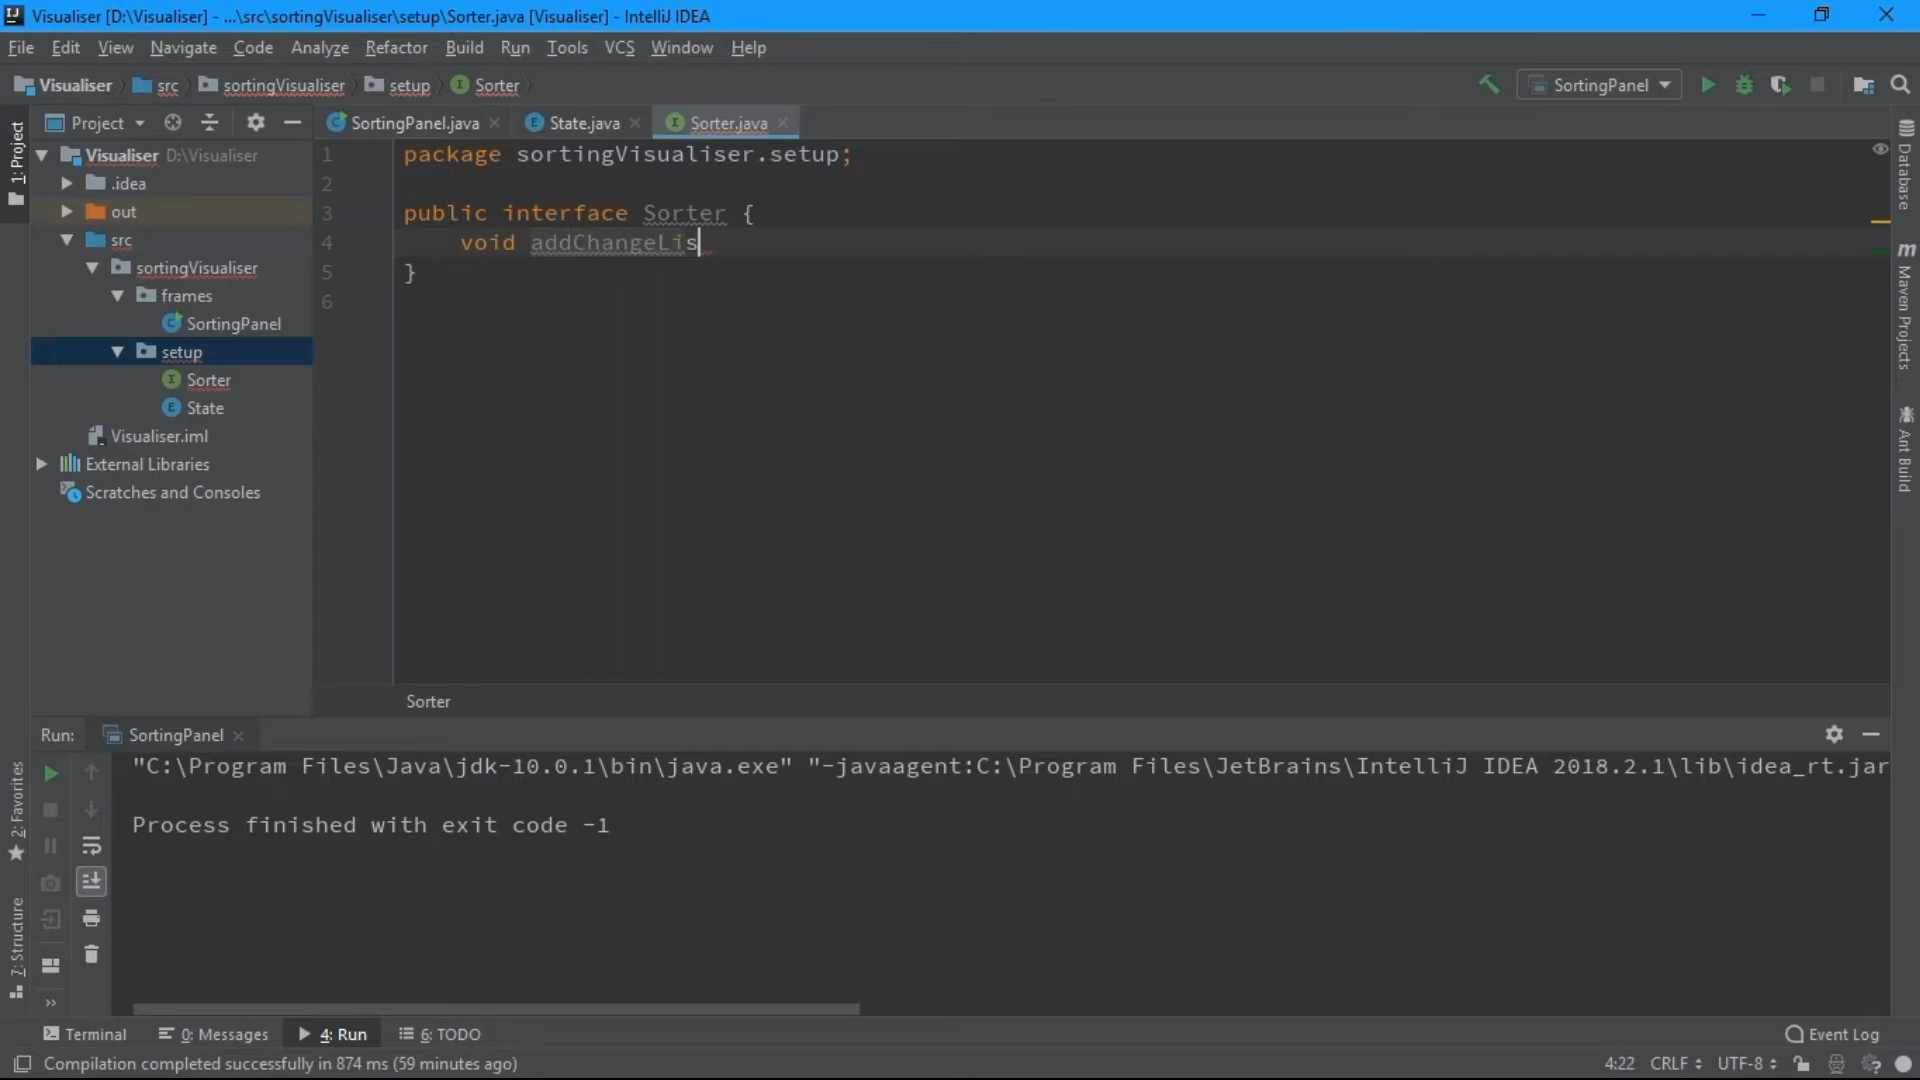 Visualiser [D:\Visualiser] - ...\src\sortingVisualiser\setup\Sorter.java [Visualiser] - IntelliJ IDEA
File Edit View Navigate Code Analyze Refactor Build Run Tools VCS Window Help
Visualiser src sortingVisualiser setup Sorter SortingPanel
Project SortingPanel.java State.java Sorter.java
1: Project
Visualiser D:\Visualiser
.idea
out
src
sortingVisualiser
frames
SortingPanel
setup
Sorter
State
Visualiser.iml
External Libraries
Scratches and Consoles
1 package sortingVisualiser.setup;
2
3 public interface Sorter {
4 void addChangeLis
5 }
6
Sorter
Database
Maven Projects
Ant Build
Run: SortingPanel
"C:\Program Files\Java\jdk-10.0.1\bin\java.exe" "-javaagent:C:\Program Files\JetBrains\IntelliJ IDEA 2018.2.1\lib\idea_rt.jar
Process finished with exit code -1
2: Favorites
7: Structure
Terminal 0: Messages 4: Run 6: TODO Event Log
Compilation completed successfully in 874 ms (59 minutes ago) 4:22 CRLF UTF-8